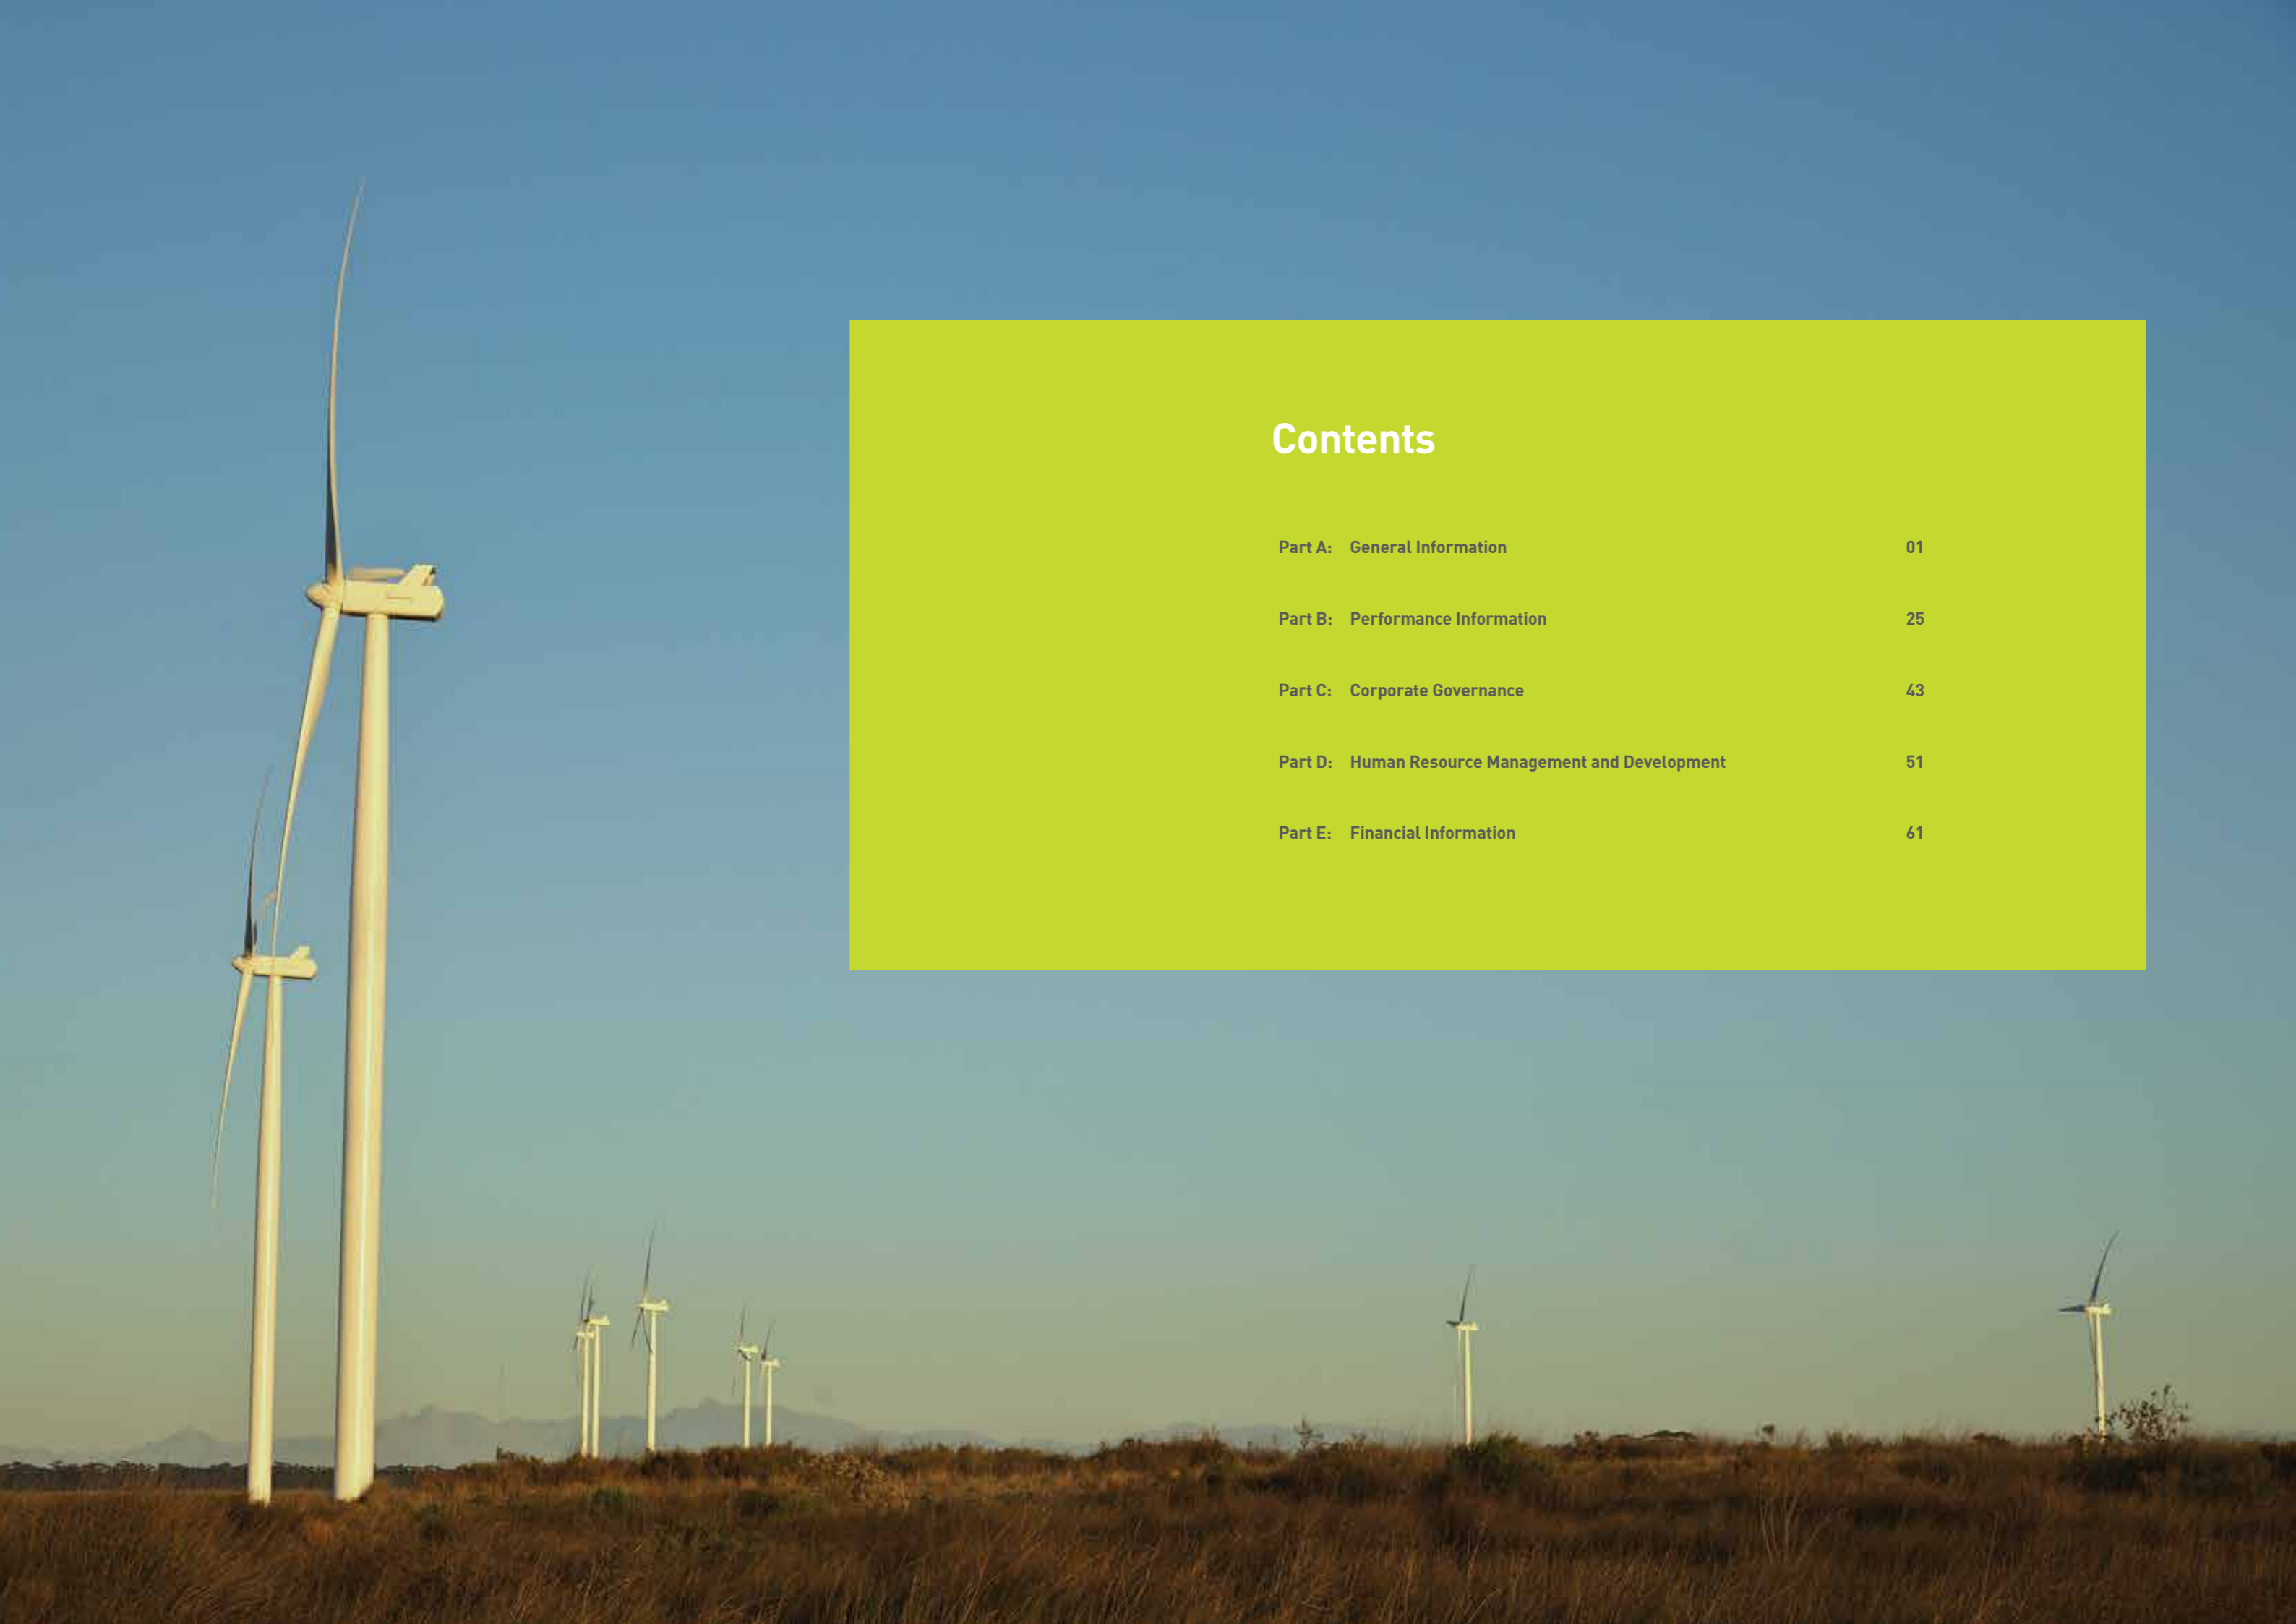 Contents
Part A: General Information 01
Part B: Performance Information 25
Part C: Corporate Governance 43
Part D: Human Resource Management and Development 51
Part E: Financial Information 61